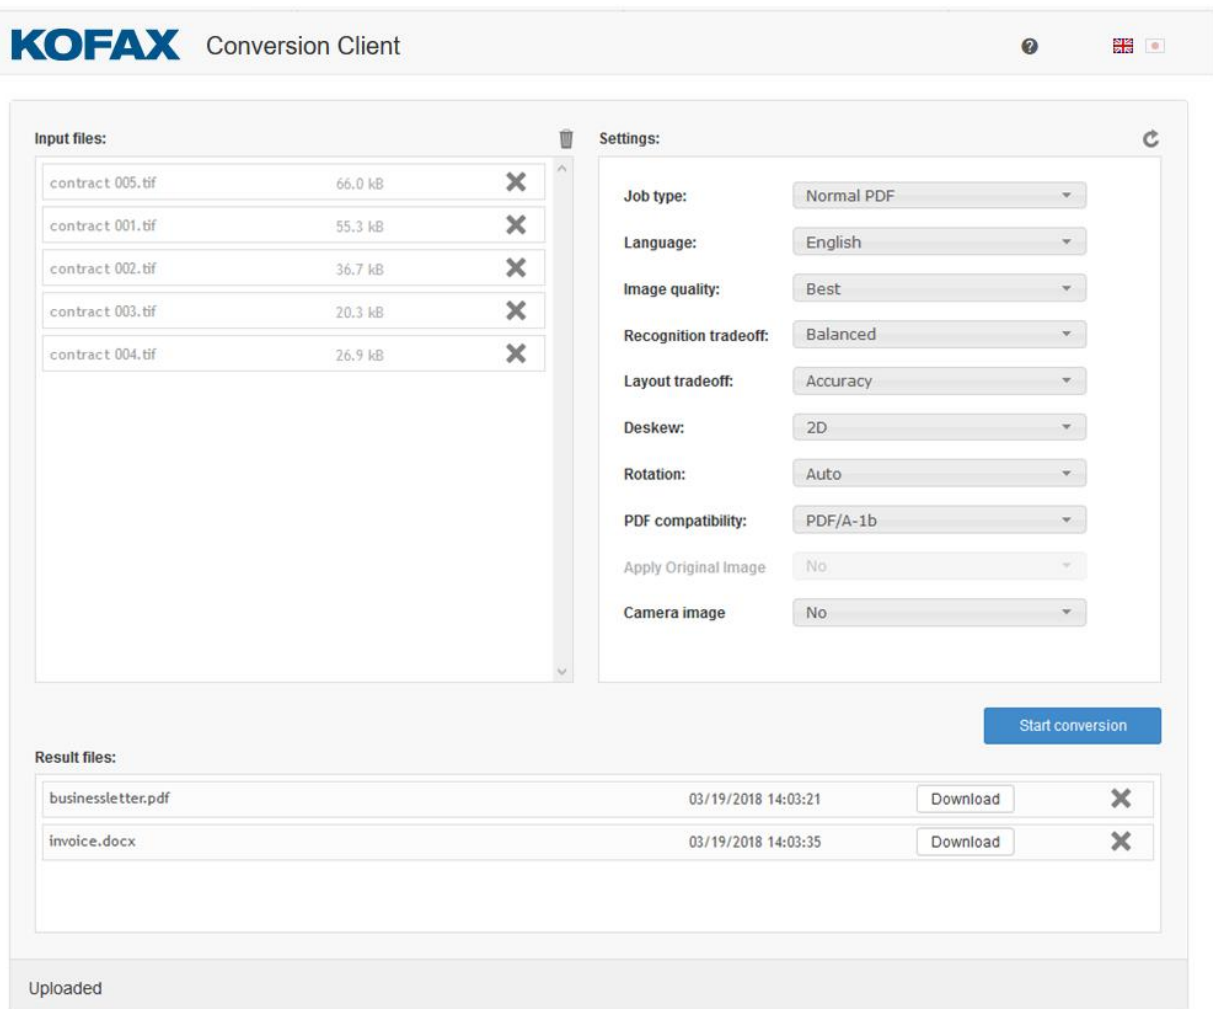 KOFAX Conversion Client
Input files:
contract 005.tif 66.0 kB
contract 001.tif 55.3 kB
contract 002.tif 36.7 kB
contract 003.tif 20.3 kB
contract 004.tif 26.9 kB
Settings:
Job type: Normal PDF
Language: English
Image quality: Best
Recognition tradeoff: Balanced
Layout tradeoff: Accuracy
Deskew: 2D
Rotation: Auto
PDF compatibility: PDF/A-1b
Apply Original Image No
Camera image No
Start conversion
Result files:
businessletter.pdf 03/19/2018 14:03:21 Download
invoice.docx 03/19/2018 14:03:35 Download
Uploaded